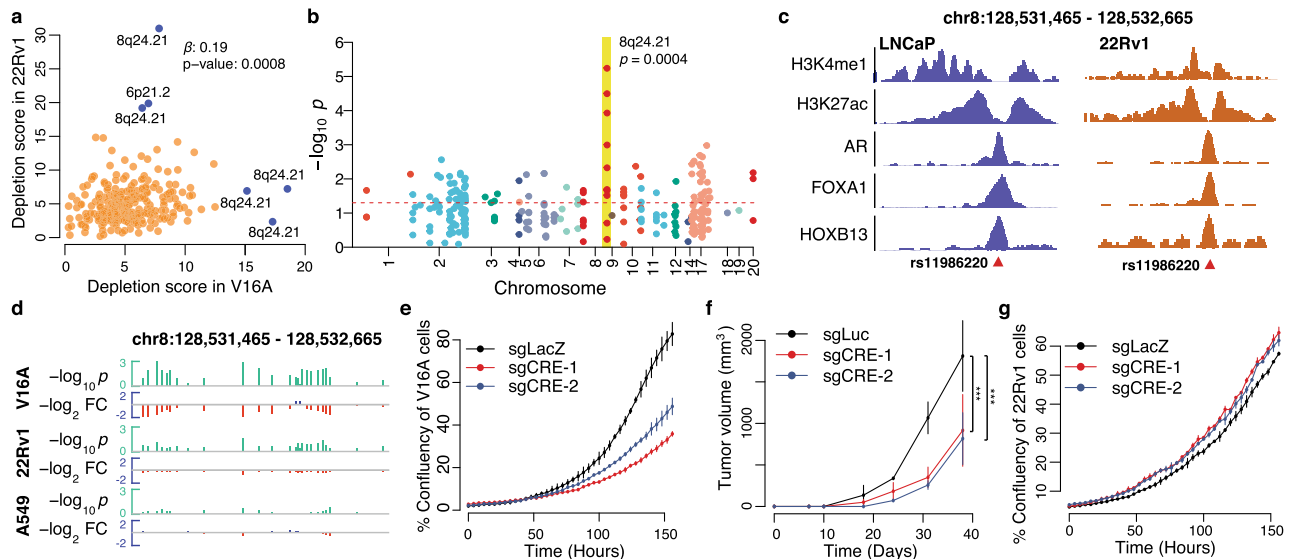 a
Depletion score in 22Rv1
30
25
20
15
10
5
0
0 5 10 15 20
Depletion score in V16A
8q24.21
β: 0.19
p−value: 0.0008
6p21.2
8q24.21
8q24.21
8q24.21
8q24.21
b
−log10 p
6
5
4
3
2
1
0
8q24.21
p = 0.0004
1 2 3 4 5 6 7 8 9 10 11 12 14 17 18 19 20
Chromosome
c
chr8:128,531,465 - 128,532,665
LNCaP 22Rv1
H3K4me1
H3K27ac
AR
FOXA1
HOXB13
rs11986220 rs11986220
d
chr8:128,531,465 - 128,532,665
V16A
−log10 p
3
0
−log2 FC
2
-2
22Rv1
−log10 p
3
0
−log2 FC
2
-2
A549
−log10 p
3
0
−log2 FC
2
-2
e
% Confluency of V16A cells
80
60
40
20
0
sgLacZ
sgCRE-1
sgCRE-2
0 50 100 150
Time (Hours)
f
Tumor volume (mm3)
2000
1000
0
sgLuc
sgCRE-1
sgCRE-2
***
***
0 10 20 30 40
Time (Days)
g
% Confluency of 22Rv1 cells
60
50
40
30
20
10
sgLacZ
sgCRE-1
sgCRE-2
0 50 100 150
Time (Hours)